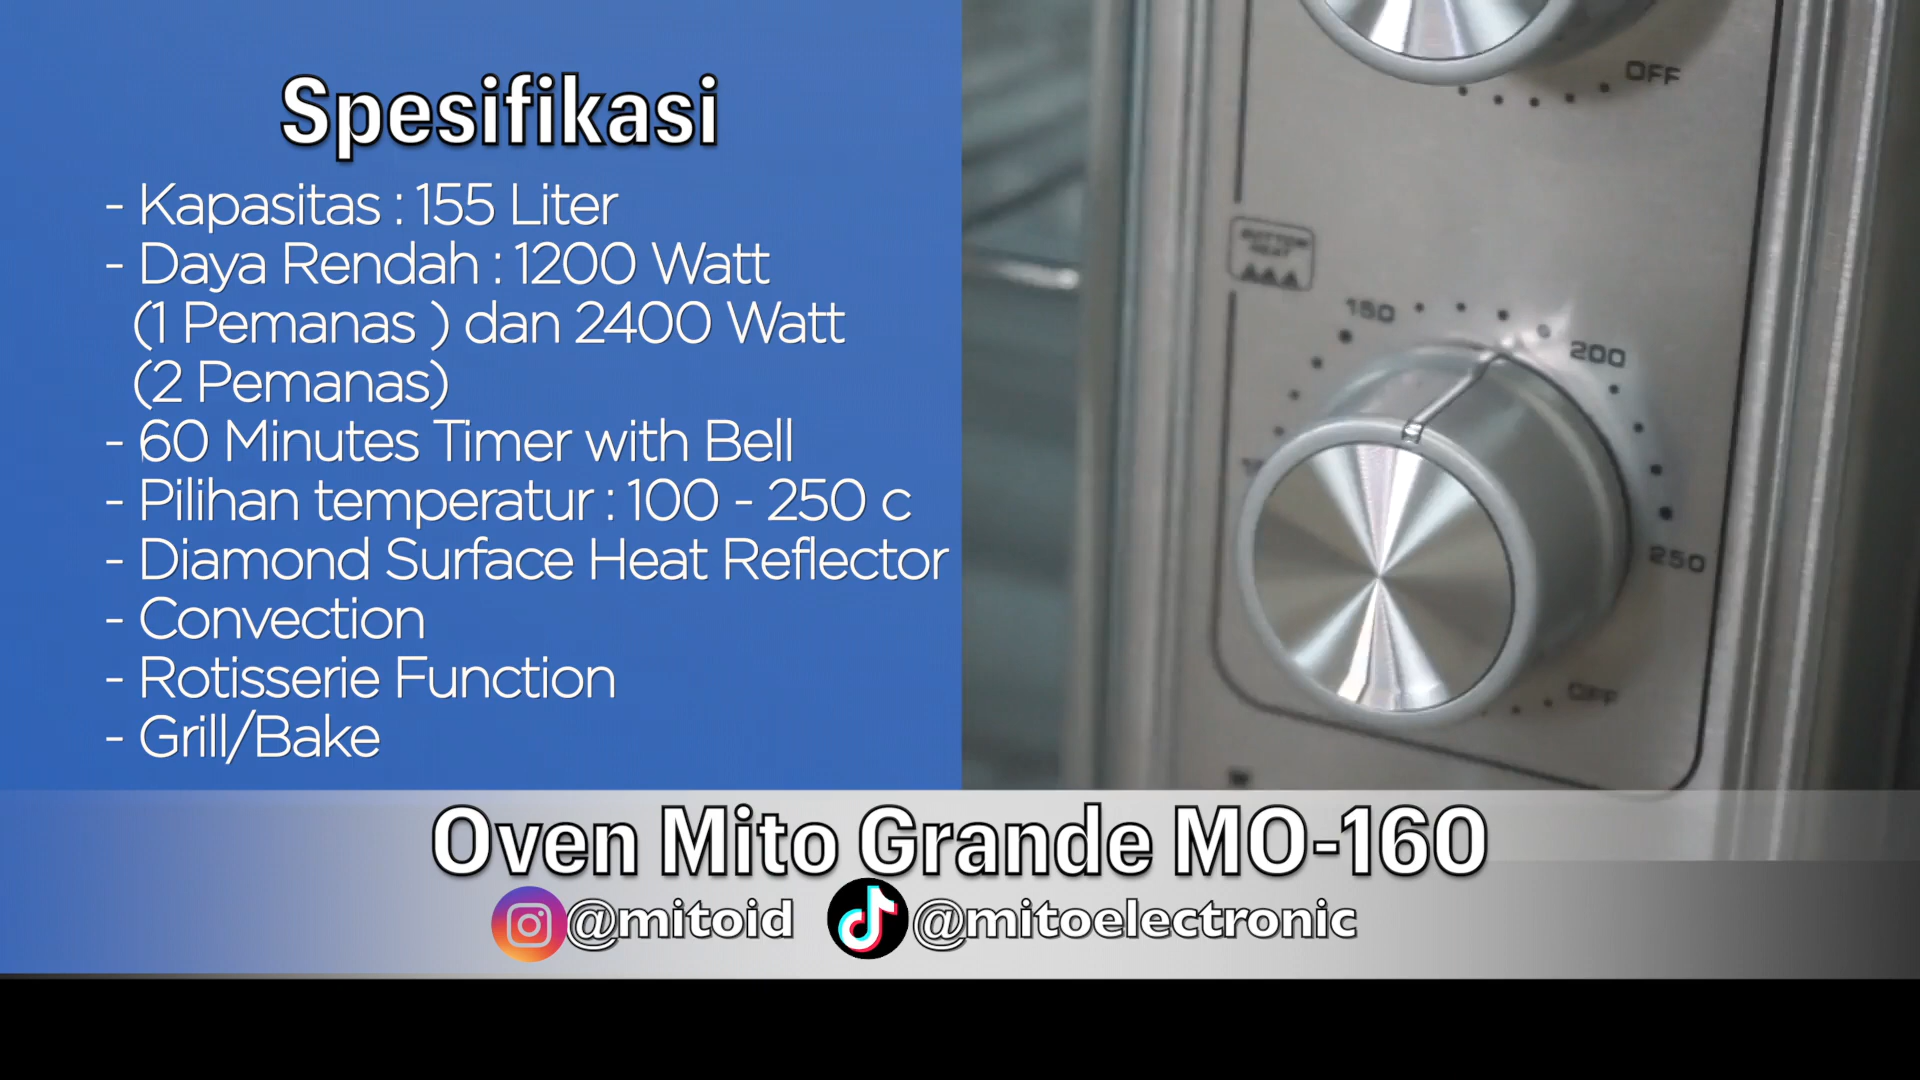 Spesifikasi
- Kapasitas : 155 Liter
- Daya Rendah : 1200 Watt
(1 Pemanas ) dan 2400 Watt
(2 Pemanas)
- 60 Minutes Timer with Bell
- Pilihan temperatur : 100 - 250 c
- Diamond Surface Heat Reflector
- Convection
- Rotisserie Function
- Grill/Bake
OFF
BOTTOM
HEAT
150
200
250
OFF
Oven Mito Grande MO-160
@mitoid @mitoelectronic